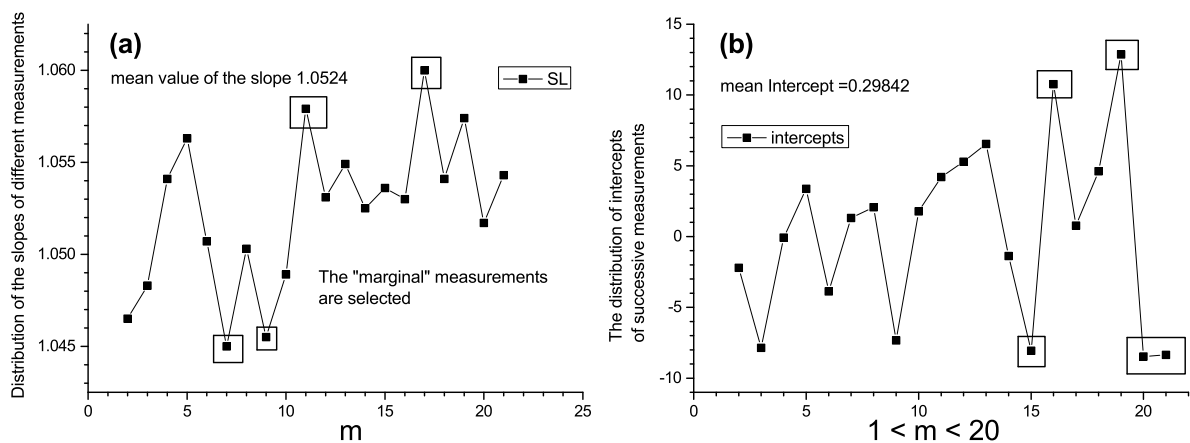 Distribution of the slopes of different measurements
(a)
mean value of the slope 1.0524
SL
The "marginal" measurements
are selected
1.060
1.055
1.050
1.045
0 5 10 15 20 25
m
The distribution of intercepts
of successive measurements
(b)
mean Intercept =0.29842
intercepts
15
10
5
0
-5
-10
0 5 10 15 20
1 < m < 20